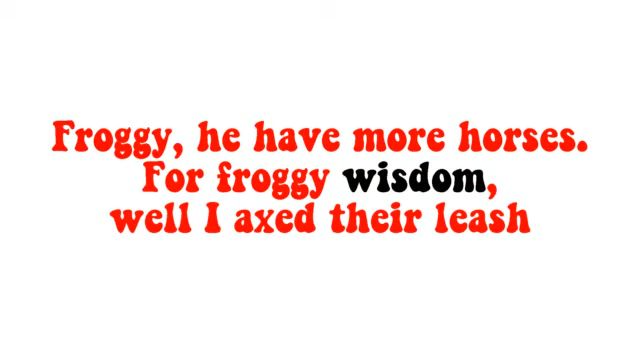 Froggy, he have more horses.
For froggy wisdom,
well I axed their leash